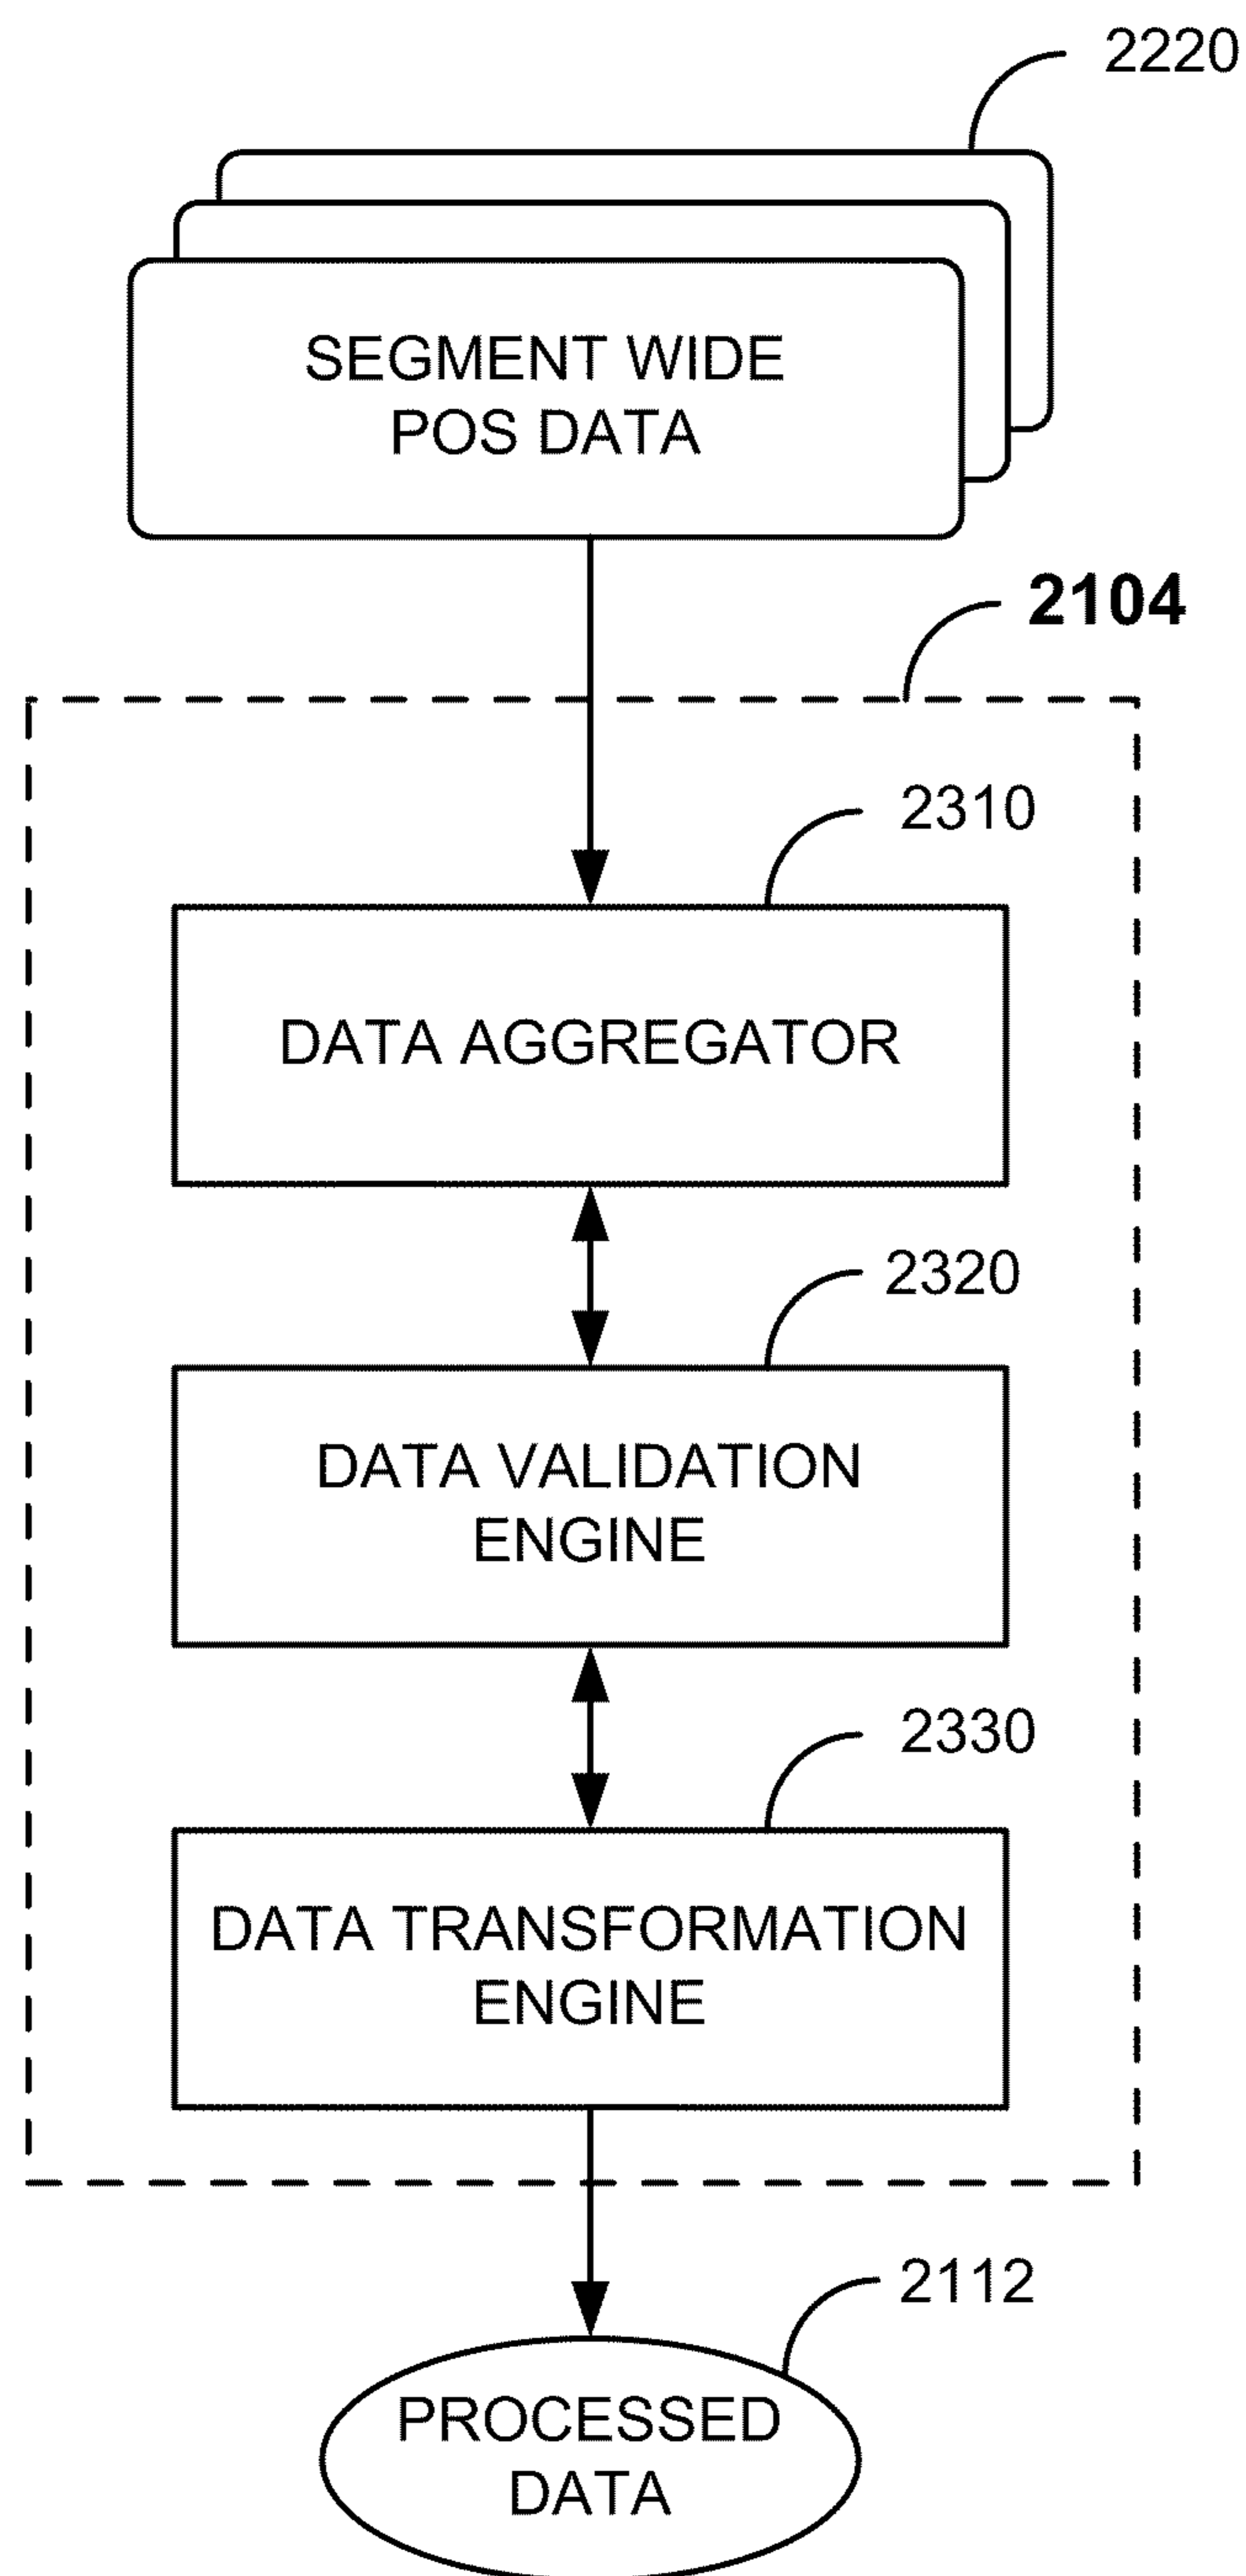 2220
SEGMENT WIDE
POS DATA
2104
2310
DATA AGGREGATOR
2320
DATA VALIDATION
ENGINE
2330
DATA TRANSFORMATION
ENGINE
2112
PROCESSED
DATA